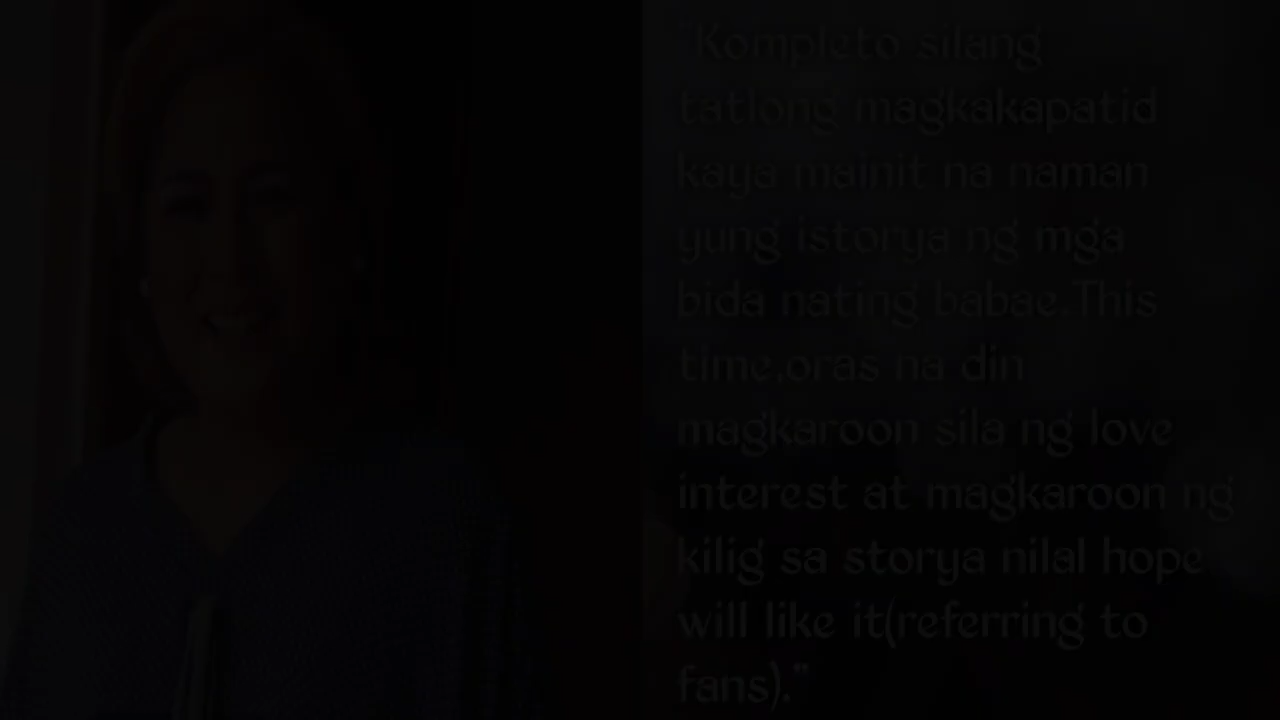 "Kompleto silang
tatlong magkakapatid
kaya mainit na naman
yung istorya ng mga
bida nating babae.This
time,oras na din
magkaroon sila ng love
interest at magkaroon ng
kilig sa storya nilaI hope
will like it(referring to
fans)."